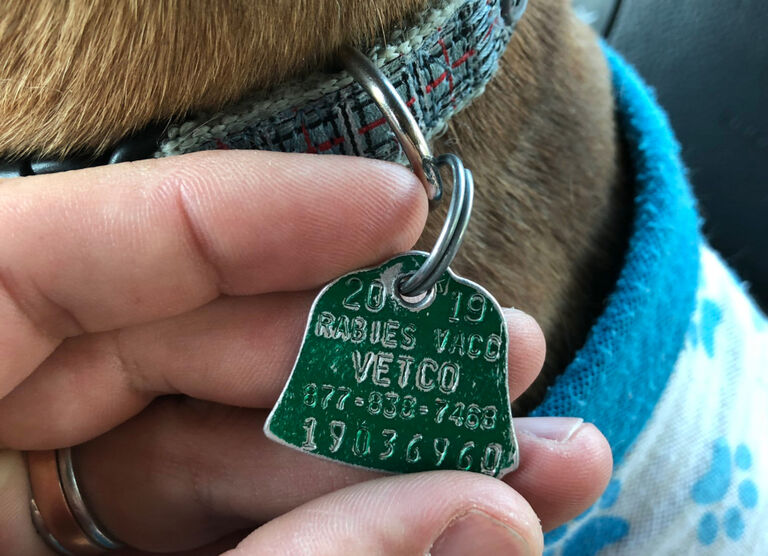 20 19
RABIES VACC
VETCO
877-838-7468
19036960